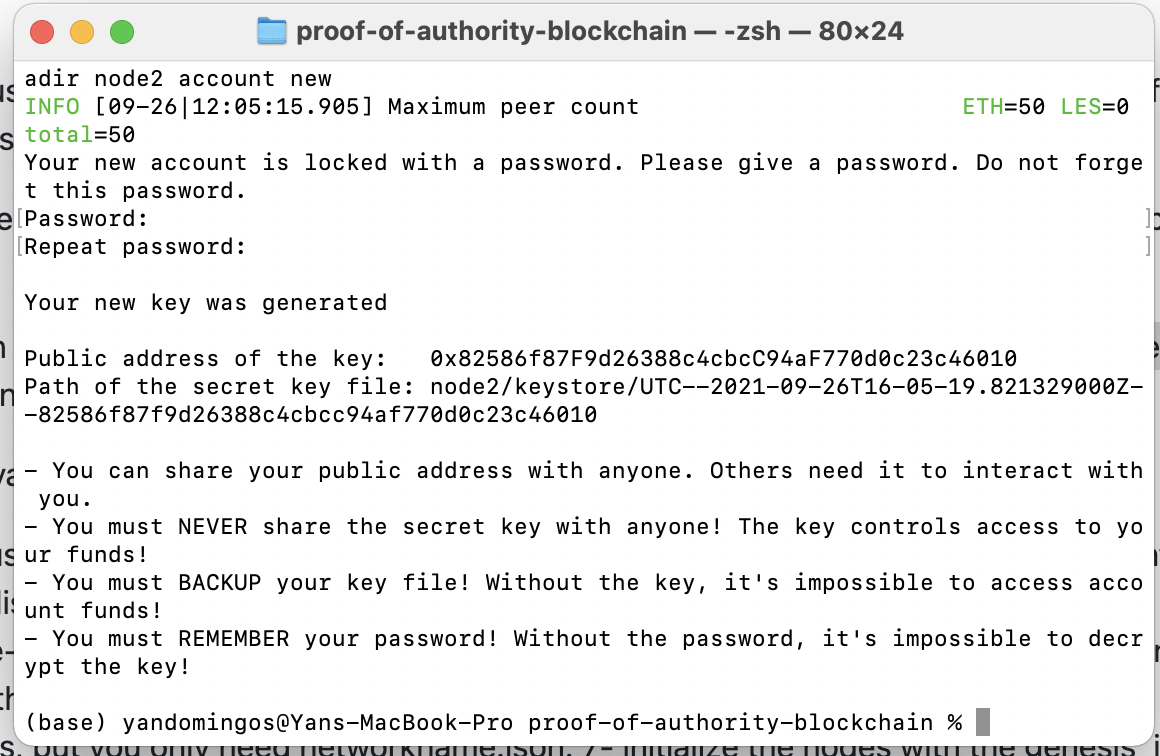 proof-of-authority-blockchain — -zsh — 80×24
adir node2 account new
INFO [09-26|12:05:15.905] Maximum peer count                       ETH=50 LES=0
total=50
Your new account is locked with a password. Please give a password. Do not forge
t this password.
[Password:                                                                      ]
[Repeat password:                                                               ]
Your new key was generated
Public address of the key:   0x82586f87F9d26388c4cbcC94aF770d0c23c46010
Path of the secret key file: node2/keystore/UTC--2021-09-26T16-05-19.821329000Z-
-82586f87f9d26388c4cbcc94af770d0c23c46010
- You can share your public address with anyone. Others need it to interact with
 you.
- You must NEVER share the secret key with anyone! The key controls access to yo
ur funds!
- You must BACKUP your key file! Without the key, it's impossible to access acco
unt funds!
- You must REMEMBER your password! Without the password, it's impossible to decr
ypt the key!
(base) yandomingos@Yans-MacBook-Pro proof-of-authority-blockchain %
s, but you only need networkname.json. 7- Initialize the nodes with the genesis